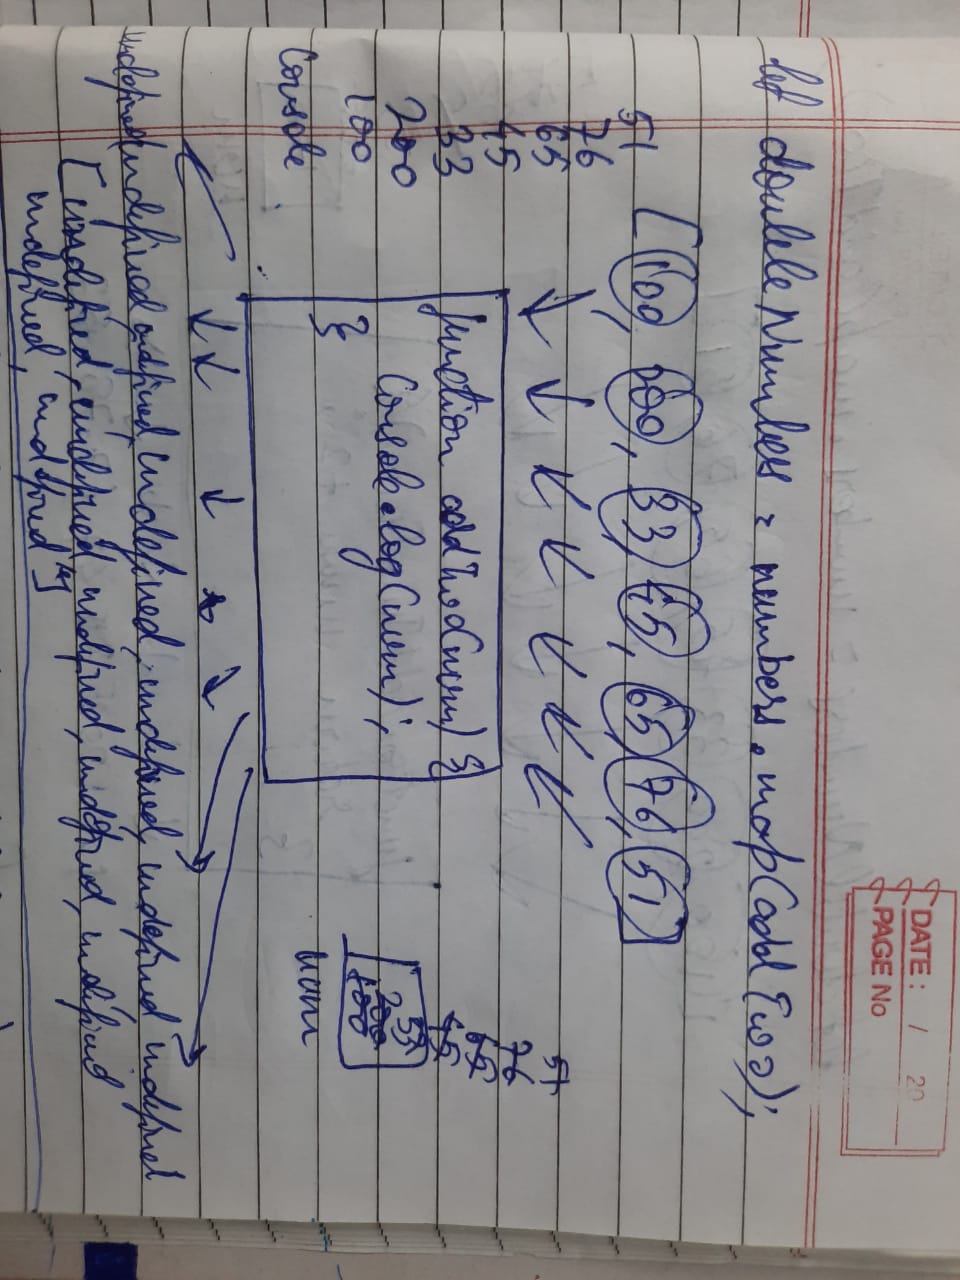 DATE: / 20
PAGE No
let doubleNumbers = numbers.map(addTwo);
[100, 200, 33, 45, 65, 76, 51]
51
76
65
45
33
200
100
Console
function addTwo(num) {
Console.log(num);
}
51
76
65
45
33
200
100
num
undefined undefined undefined, undefined, undefined, undefined undefined
[undefined, undefined, undefined, undefined, undefined
undefined, undefined]